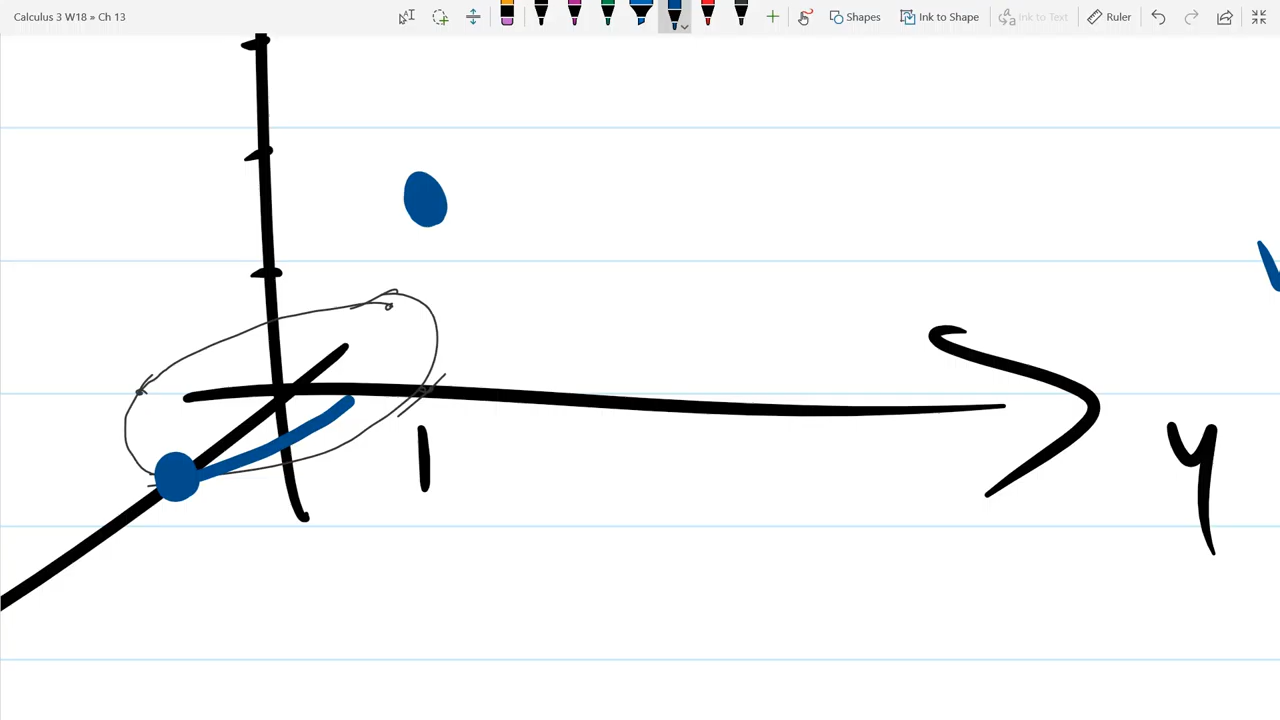 Calculus 3 W18 » Ch 13
Shapes
Ink to Shape
Ink to Text
Ruler
1
y